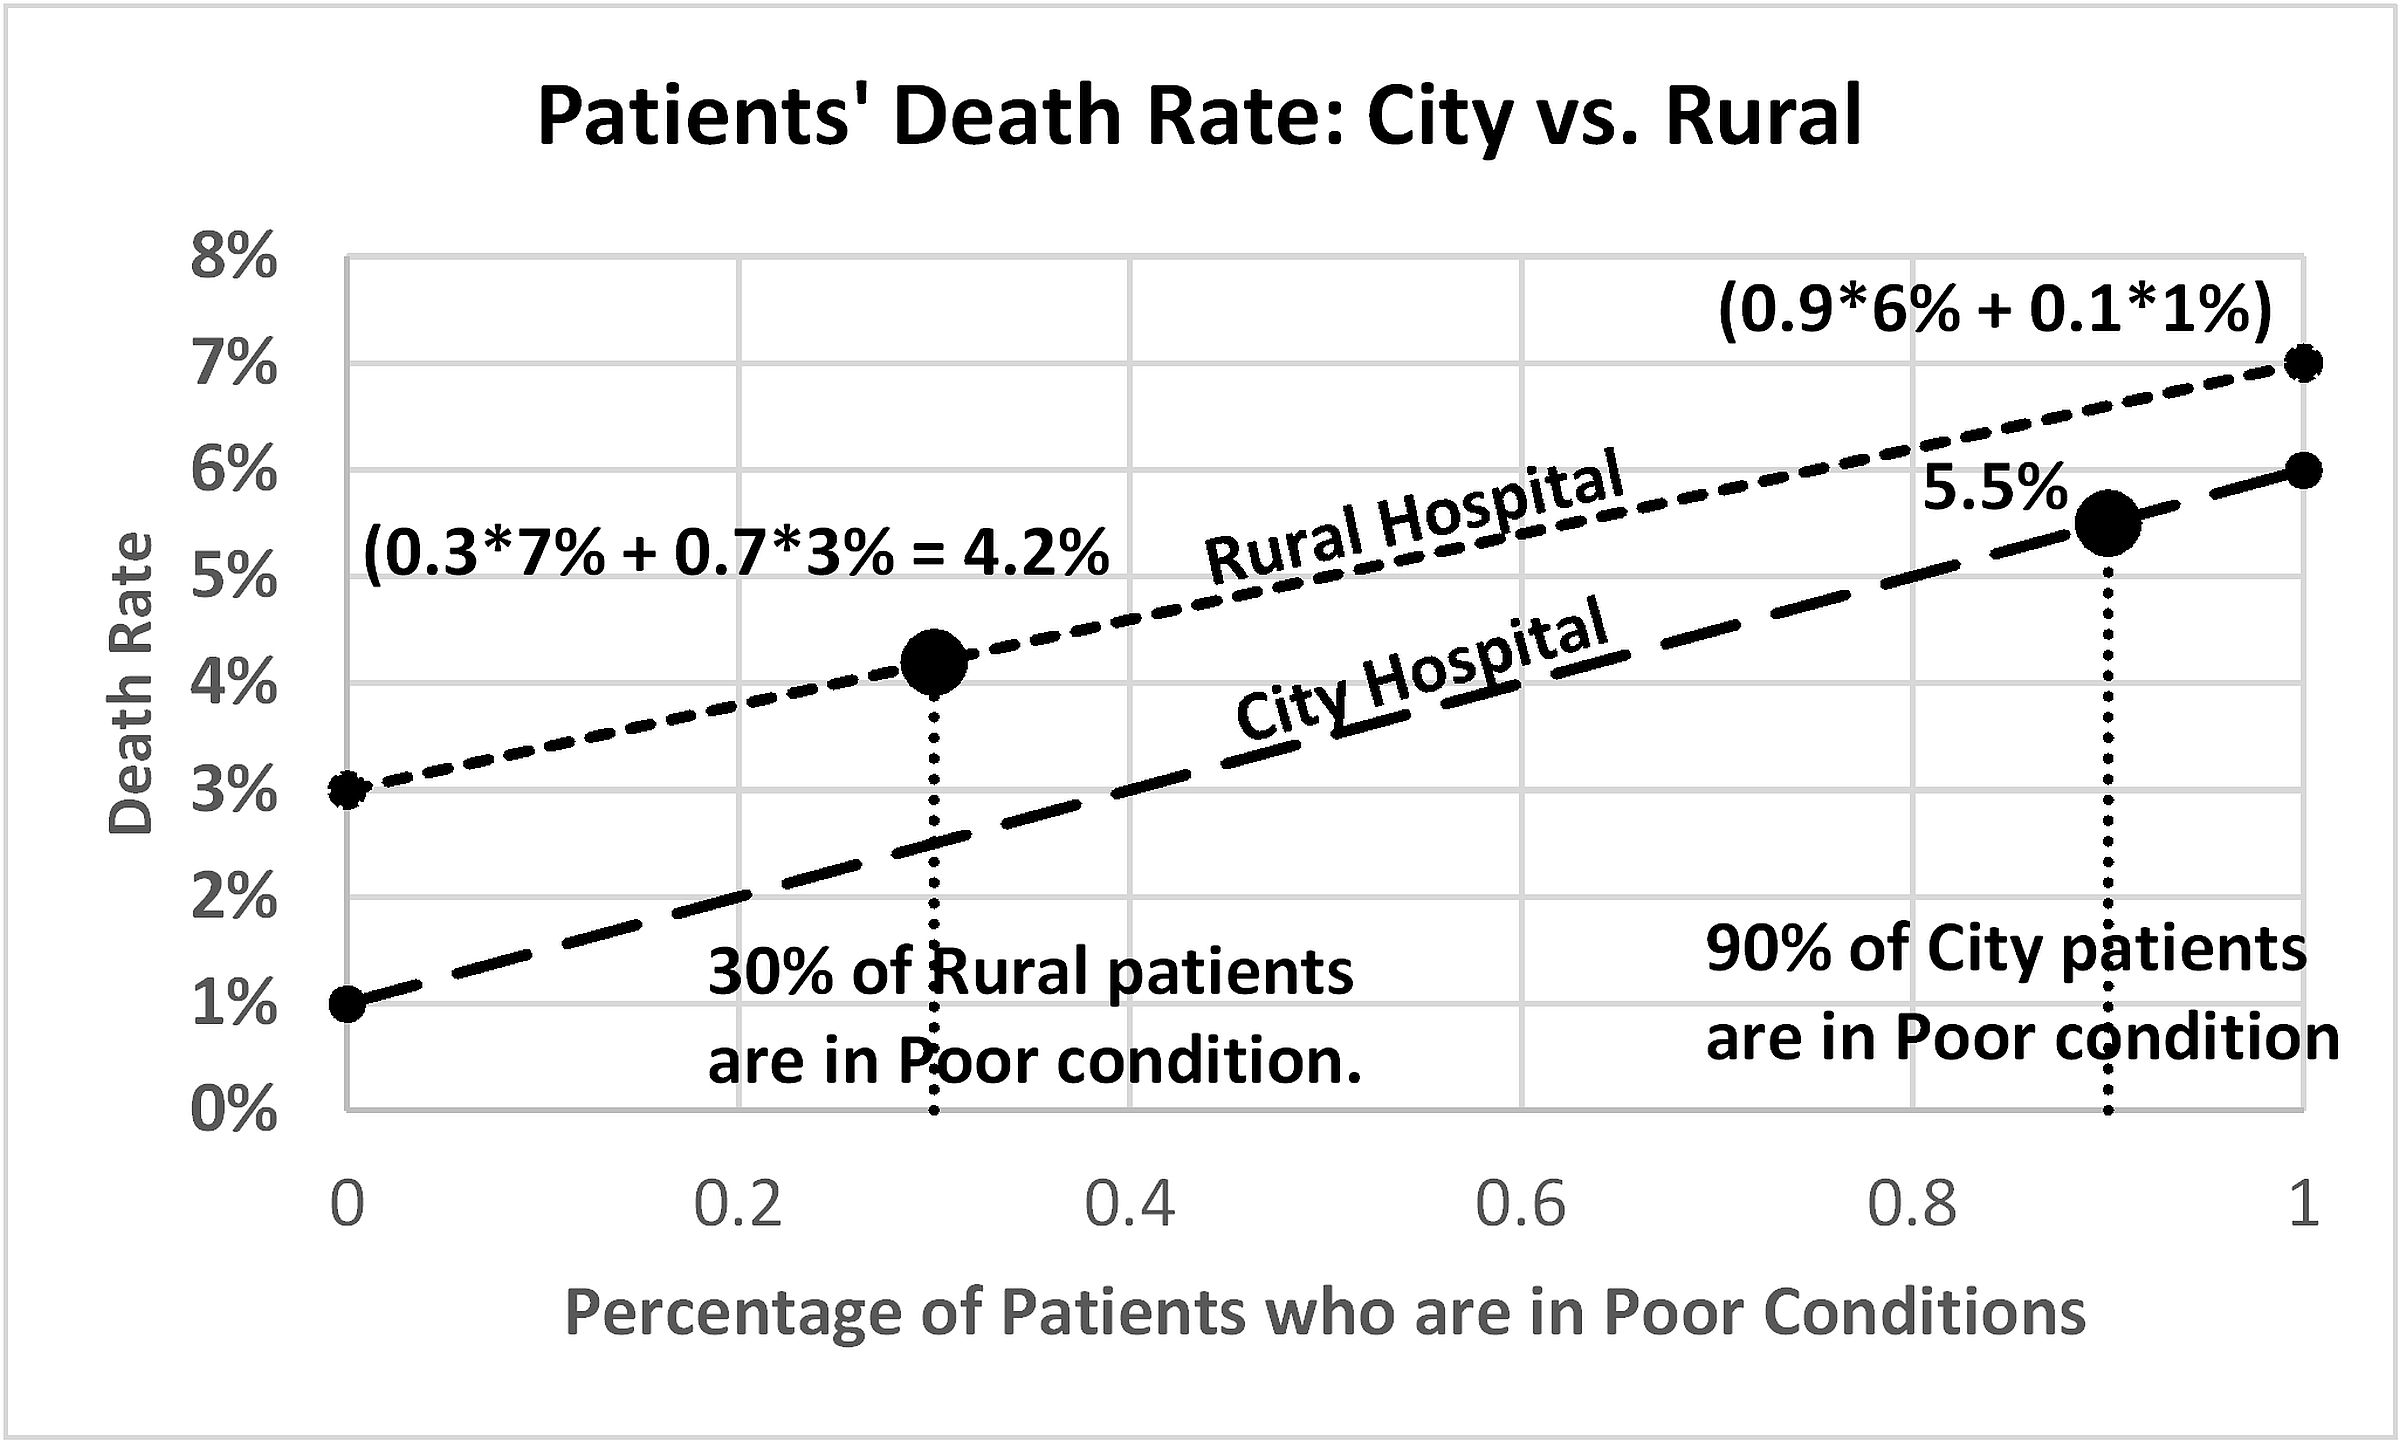 Patients' Death Rate: City vs. Rural
8%
(0.9*6% + 0.1*1%)
7%
6%
5.5%
Rural Hospital
(0.3*7% + 0.7*3% = 4.2%
5%
City Hospital
4%
3%
2%
30% of Rural patients
are in Poor condition.
90% of City patients
are in Poor condition
1%
0%
Death Rate
0 0.2 0.4 0.6 0.8 1
Percentage of Patients who are in Poor Conditions